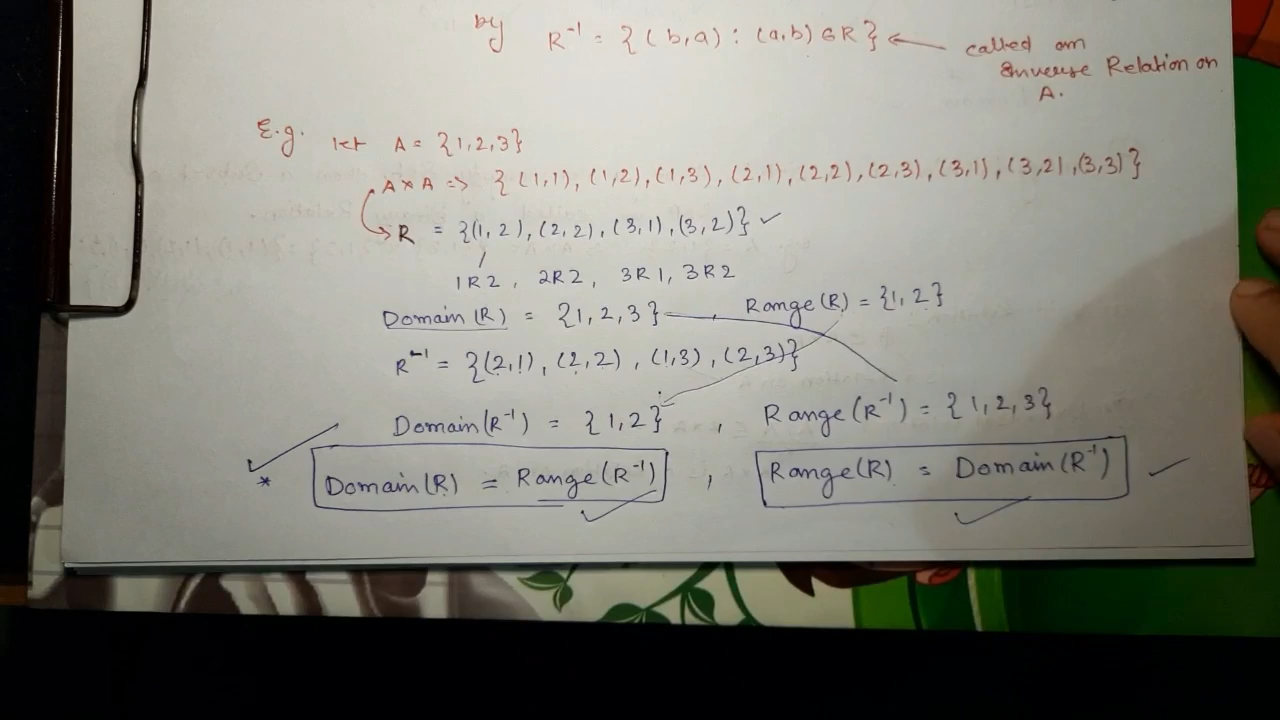 by R⁻¹ = {(b,a) : (a,b) ∈ R} ← called an
Inverse Relation on
A.
E.g. let A = {1,2,3}
A×A => {(1,1), (1,2), (1,3), (2,1), (2,2), (2,3), (3,1), (3,2), (3,3)}
R = {(1,2), (2,2), (3,1), (3,2)} ✓
1R2, 2R2, 3R1, 3R2
Domain(R) = {1,2,3}, Range(R) = {1,2}
R⁻¹ = {(2,1), (2,2), (1,3), (2,3)}
Domain(R⁻¹) = {1,2}, Range(R⁻¹) = {1,2,3}
* Domain(R) = Range(R⁻¹), Range(R) = Domain(R⁻¹) ✓